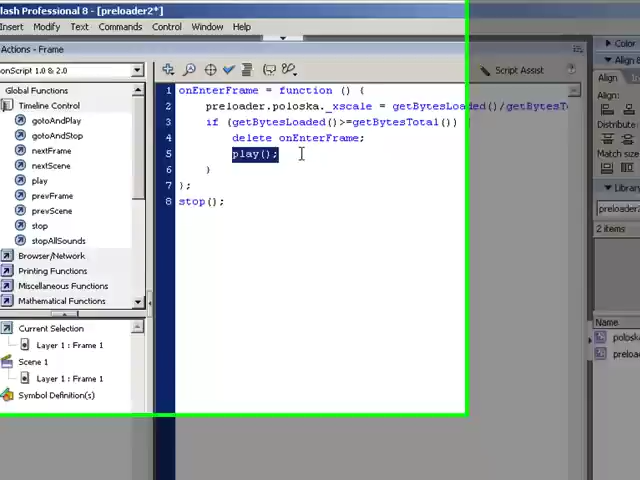 lash Professional 8 - [preloader2*]
Insert Modify Text Commands Control Window Help
Actions - Frame
Color
onScript 1.0 & 2.0
Script Assist
Align &
Align
Align:
Distribute:
Match size
Library
preloader2
2 items
Name
poloska
preload
Global Functions
Timeline Control
gotoAndPlay
gotoAndStop
nextFrame
nextScene
play
prevFrame
prevScene
stop
stopAllSounds
Browser/Network
Printing Functions
Miscellaneous Functions
Mathematical Functions
Current Selection
Layer 1 : Frame 1
Scene 1
Layer 1 : Frame 1
Symbol Definition(s)
1 onEnterFrame = function () {
2 preloader.poloska._xscale = getBytesLoaded()/getBytesTo
3 if (getBytesLoaded()>=getBytesTotal()) {
4 delete onEnterFrame;
5 play();
6 }
7 };
8 stop();